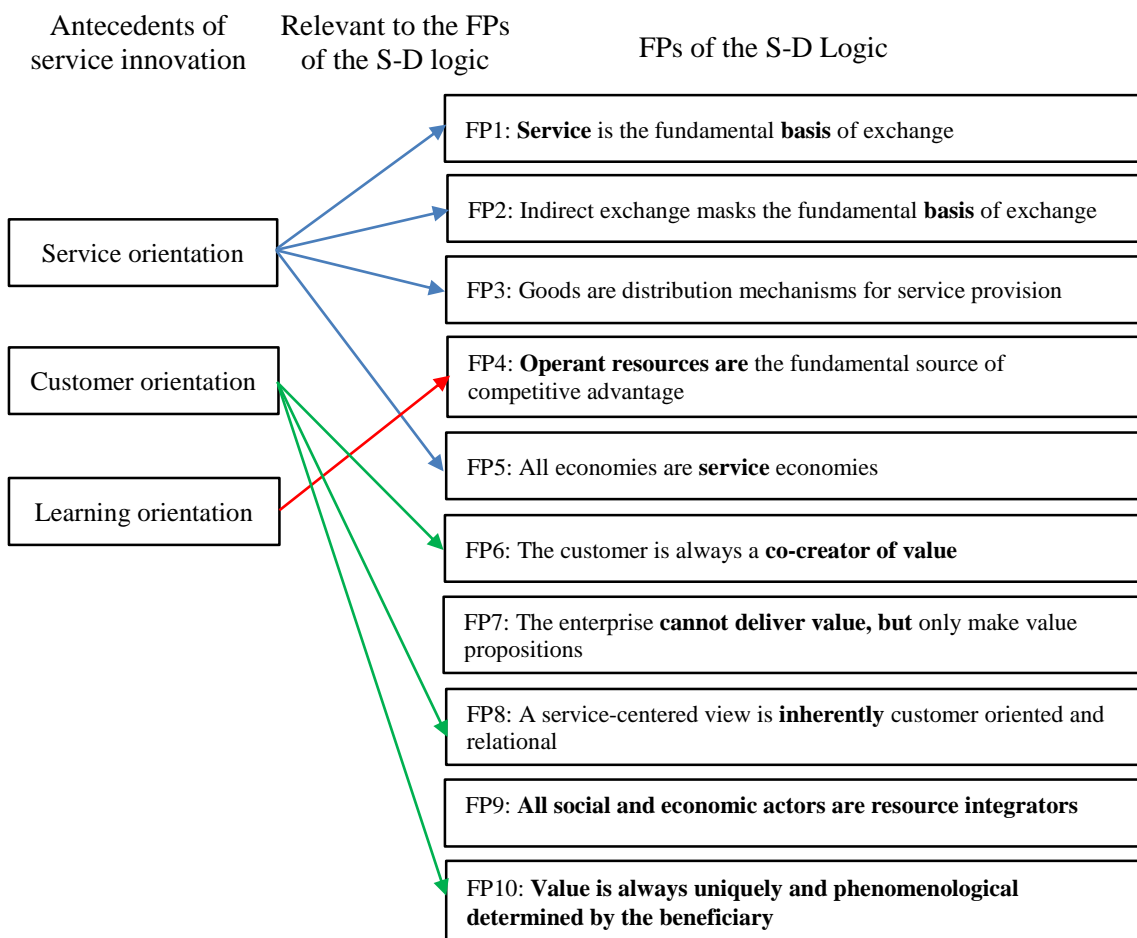 Antecedents of
service innovation
Relevant to the FPs
of the S-D logic
FPs of the S-D Logic
Service orientation
Customer orientation
Learning orientation
FP1: Service is the fundamental basis of exchange
FP2: Indirect exchange masks the fundamental basis of exchange
FP3: Goods are distribution mechanisms for service provision
FP4: Operant resources are the fundamental source of
competitive advantage
FP5: All economies are service economies
FP6: The customer is always a co-creator of value
FP7: The enterprise cannot deliver value, but only make value
propositions
FP8: A service-centered view is inherently customer oriented and
relational
FP9: All social and economic actors are resource integrators
FP10: Value is always uniquely and phenomenological
determined by the beneficiary